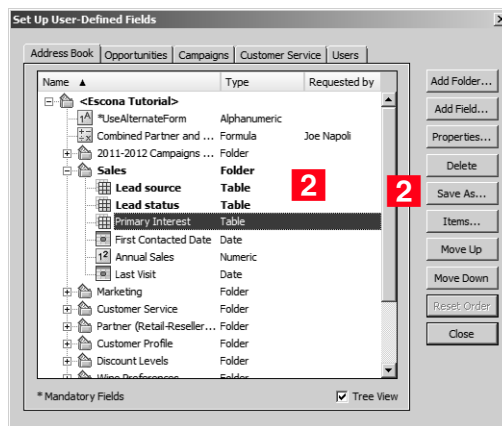 Set Up User-Defined Fields
Address Book Opportunities Campaigns Customer Service Users
Name ▲ Type Requested by
<Escona Tutorial>
*UseAlternateForm Alphanumeric
Combined Partner and ... Formula Joe Napoli
2011-2012 Campaigns ... Folder
Sales Folder
Lead source Table
Lead status Table
Primary Interest Table
First Contacted Date Date
Annual Sales Numeric
Last Visit Date
Marketing Folder
Customer Service Folder
Partner (Retail-Reseller... Folder
Customer Profile Folder
Discount Levels Folder
Wine Preferences Folder
2
2
* Mandatory Fields
Tree View
Add Folder...
Add Field...
Properties...
Delete
Save As...
Items...
Move Up
Move Down
Reset Order
Close